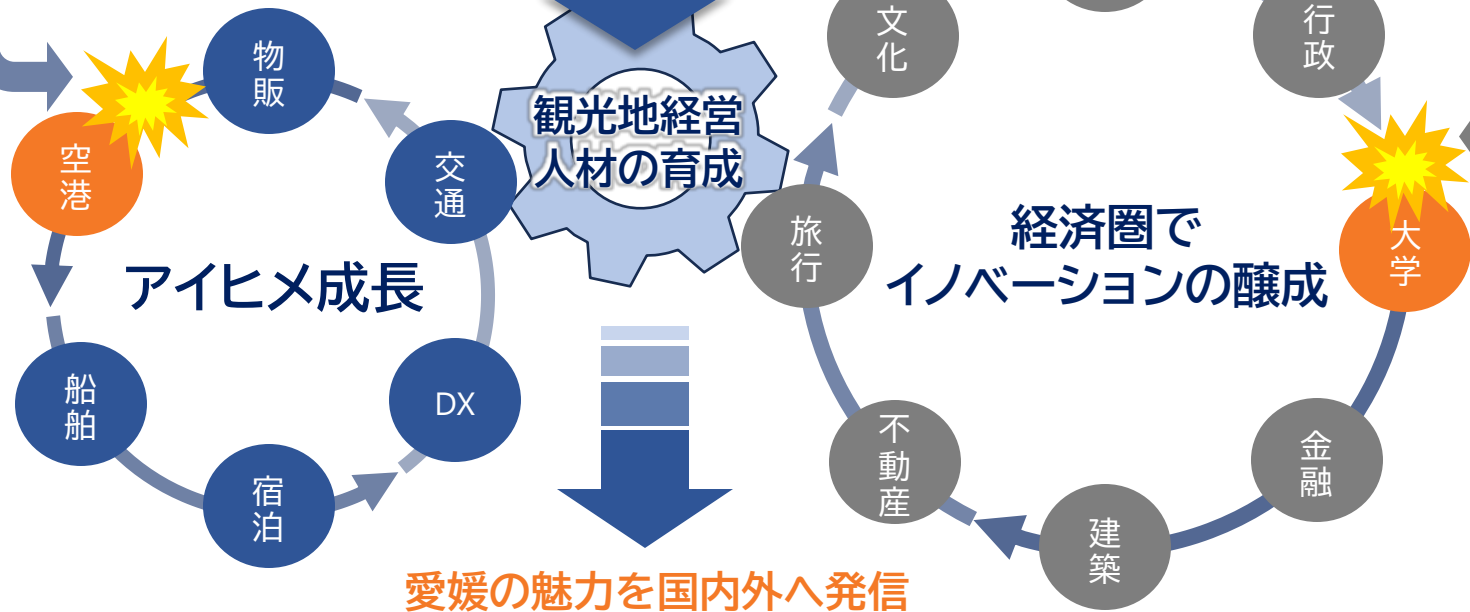 物販
空港
交通
アイヒメ成長
船舶
DX
宿泊
観光地経営
人材の育成
文化
行政
旅行
経済圏で
イノベーションの醸成
大学
不動産
金融
建築
愛媛の魅力を国内外へ発信